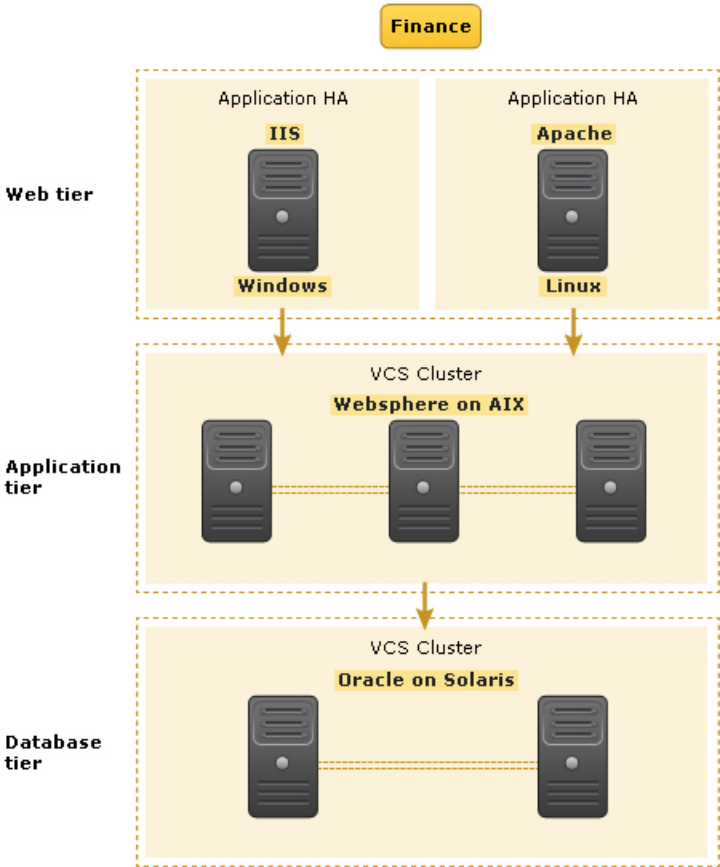 Finance
Application HA
Application HA
IIS
Apache
Web tier
Windows
Linux
VCS Cluster
Websphere on AIX
Application
tier
VCS Cluster
Oracle on Solaris
Database
tier